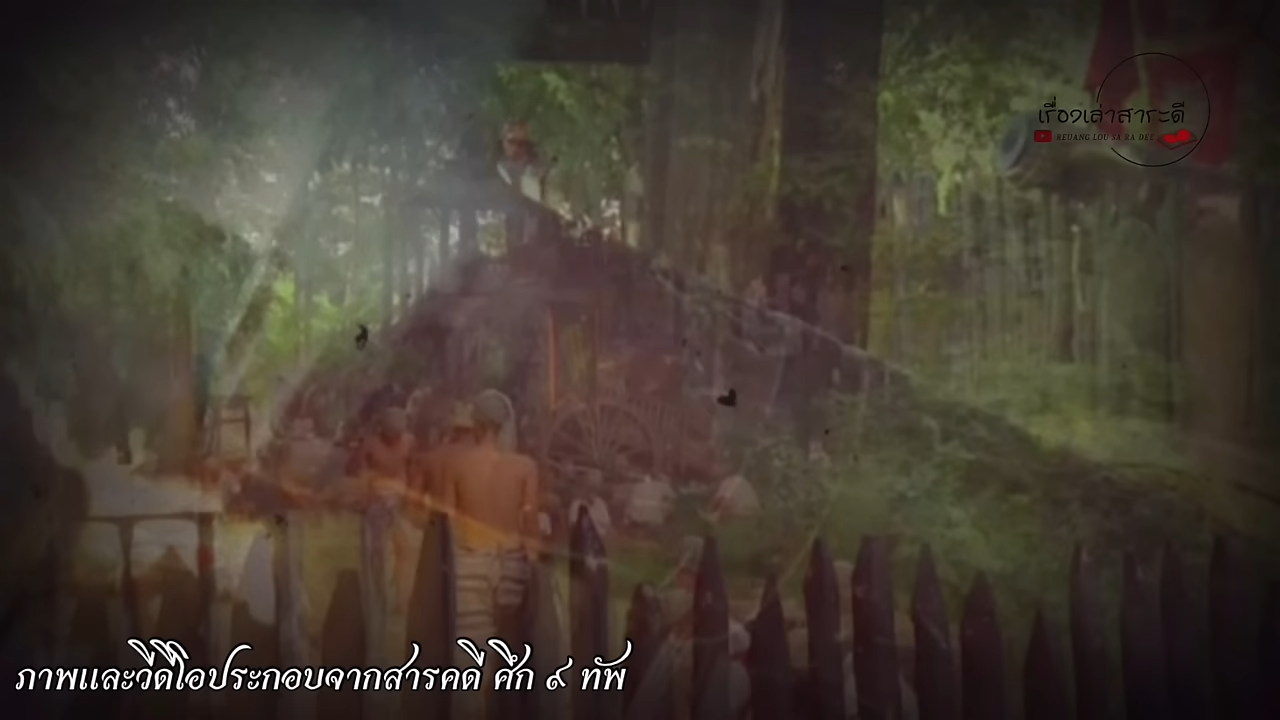 เรื่องเล่าสาระดี
REUANG LOU SA RA DEE
ภาพและวีดีโอประกอบจากสารคดี ศึก ๙ ทัพ